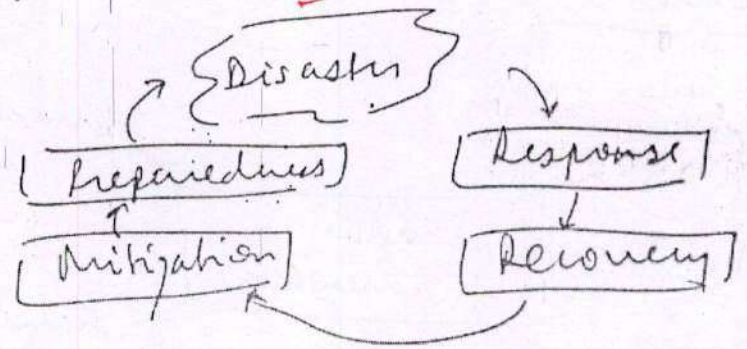 Disaster
Preparedness
Response
Mitigation
Recovery